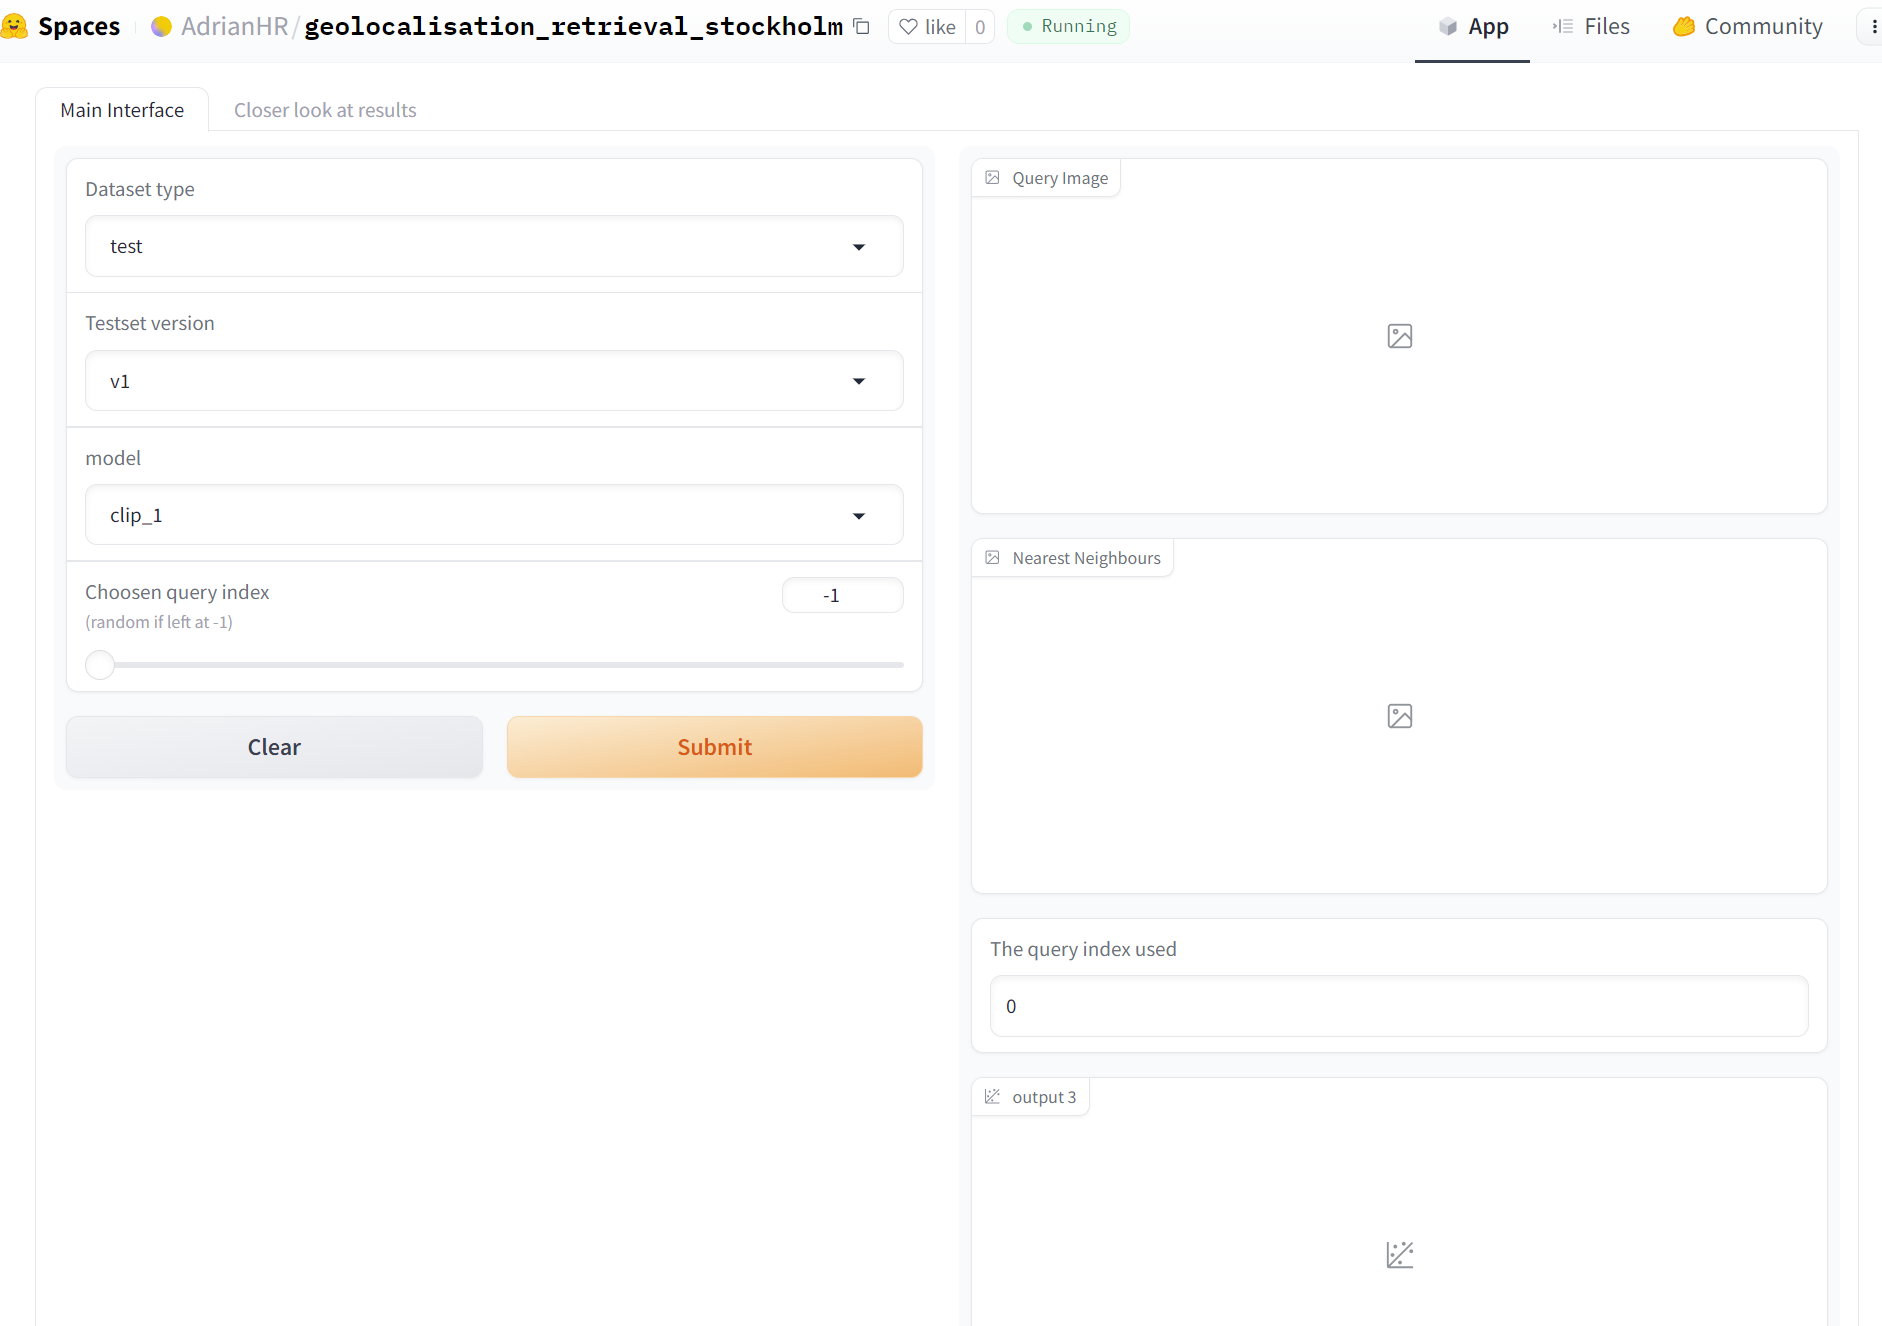 Spaces AdrianHR/geolocalisation_retrieval_stockholm like 0 Running App Files Community
Main Interface Closer look at results
Dataset type
test
Testset version
v1
model
clip_1
Choosen query index -1
(random if left at -1)
Clear Submit
Query Image
Nearest Neighbours
The query index used
0
output 3